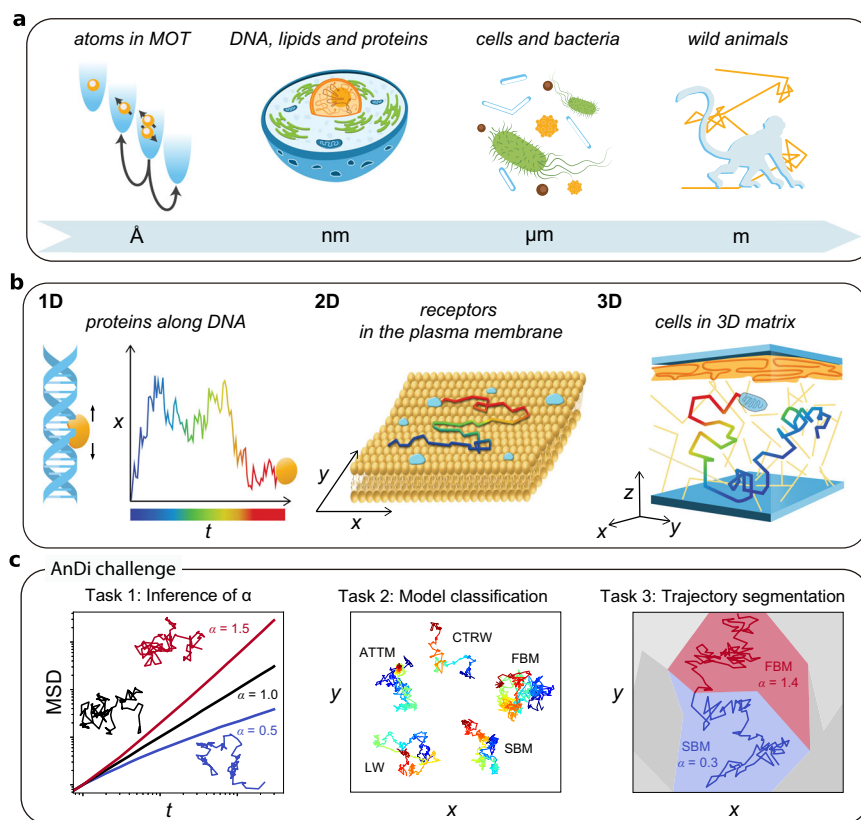 a
atoms in MOT
DNA, lipids and proteins
cells and bacteria
wild animals
Å
nm
µm
m
b
1D
proteins along DNA
x
t
2D
receptors
in the plasma membrane
y
x
3D
cells in 3D matrix
z
x
y
c
AnDi challenge
Task 1: Inference of α
MSD
α = 1.5
α = 1.0
α = 0.5
t
Task 2: Model classification
y
ATTM
CTRW
FBM
LW
SBM
x
Task 3: Trajectory segmentation
y
FBM
α = 1.4
SBM
α = 0.3
x